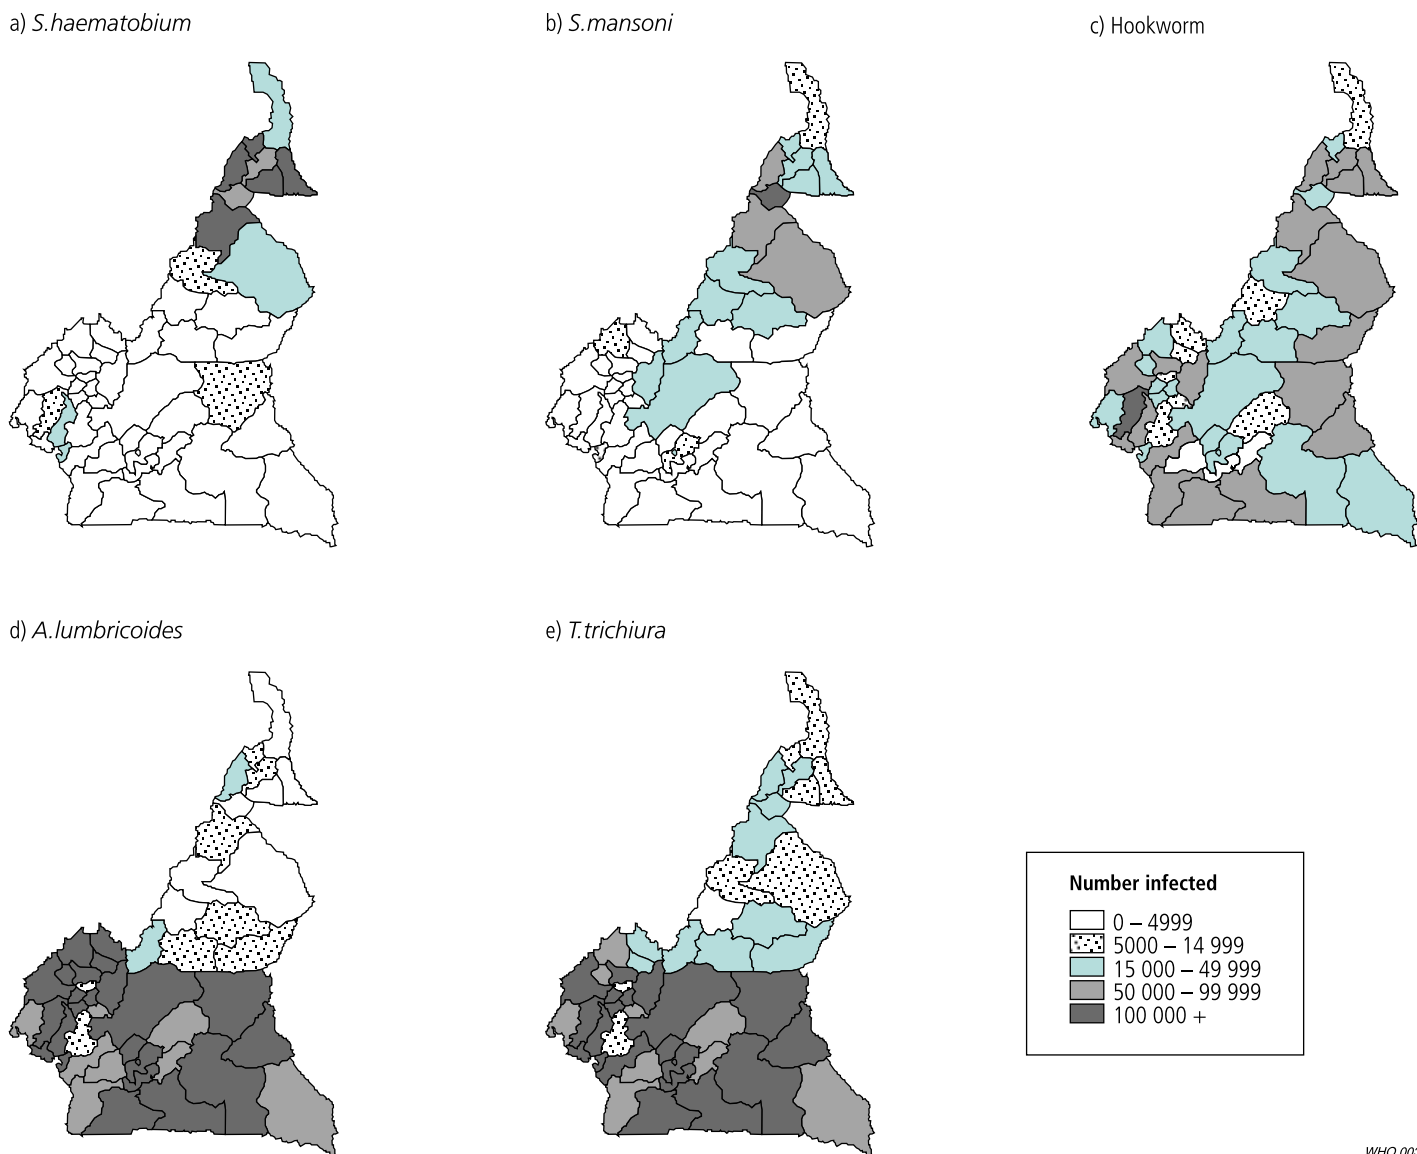 a) S.haematobium
b) S.mansoni
c) Hookworm
d) A.lumbricoides
e) T.trichiura
Number infected
0 – 4999
5000 – 14 999
15 000 – 49 999
50 000 – 99 999
100 000 +
WHO